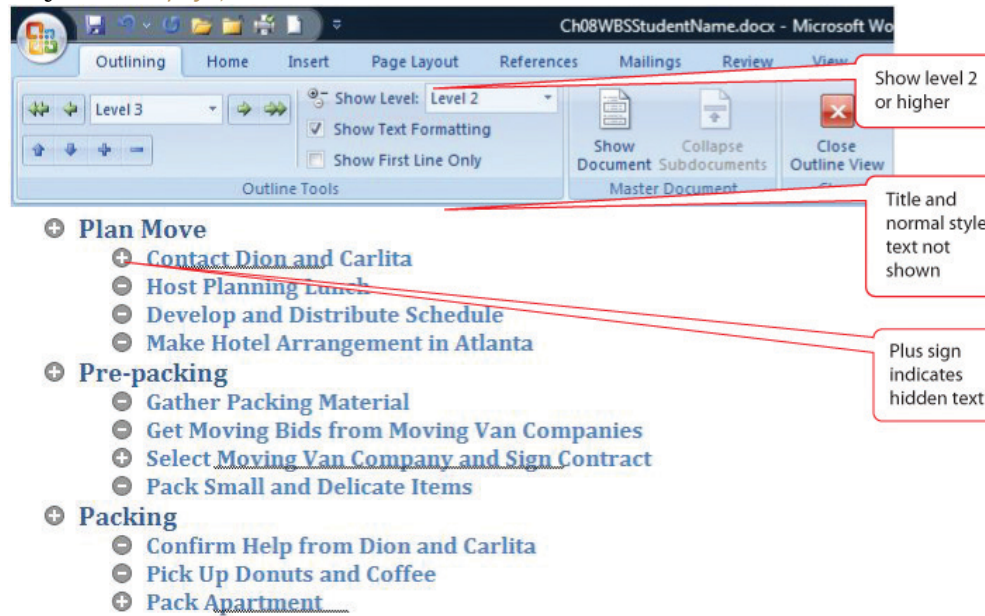 Ch08WBSStudentName.docx - Microsoft Wo
Outlining Home Insert Page Layout References Mailings Review View
Level 3
Show Level: Level 2
Show Text Formatting
Show First Line Only
Show Document
Collapse Subdocuments
Close Outline View
Outline Tools
Master Document
Show level 2
or higher
Title and
normal style
text not
shown
Plan Move
Contact Dion and Carlita
Host Planning Lunch
Develop and Distribute Schedule
Make Hotel Arrangement in Atlanta
Plus sign
indicates
hidden text
Pre-packing
Gather Packing Material
Get Moving Bids from Moving Van Companies
Select Moving Van Company and Sign Contract
Pack Small and Delicate Items
Packing
Confirm Help from Dion and Carlita
Pick Up Donuts and Coffee
Pack Apartment